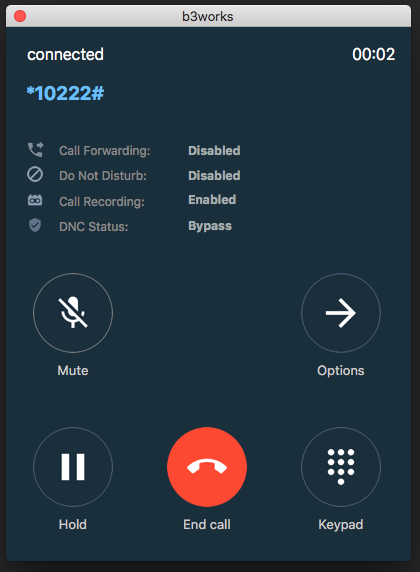 b3works
connected 00:02
*10222#
Call Forwarding: Disabled
Do Not Disturb: Disabled
Call Recording: Enabled
DNC Status: Bypass
Mute Options
Hold End call Keypad